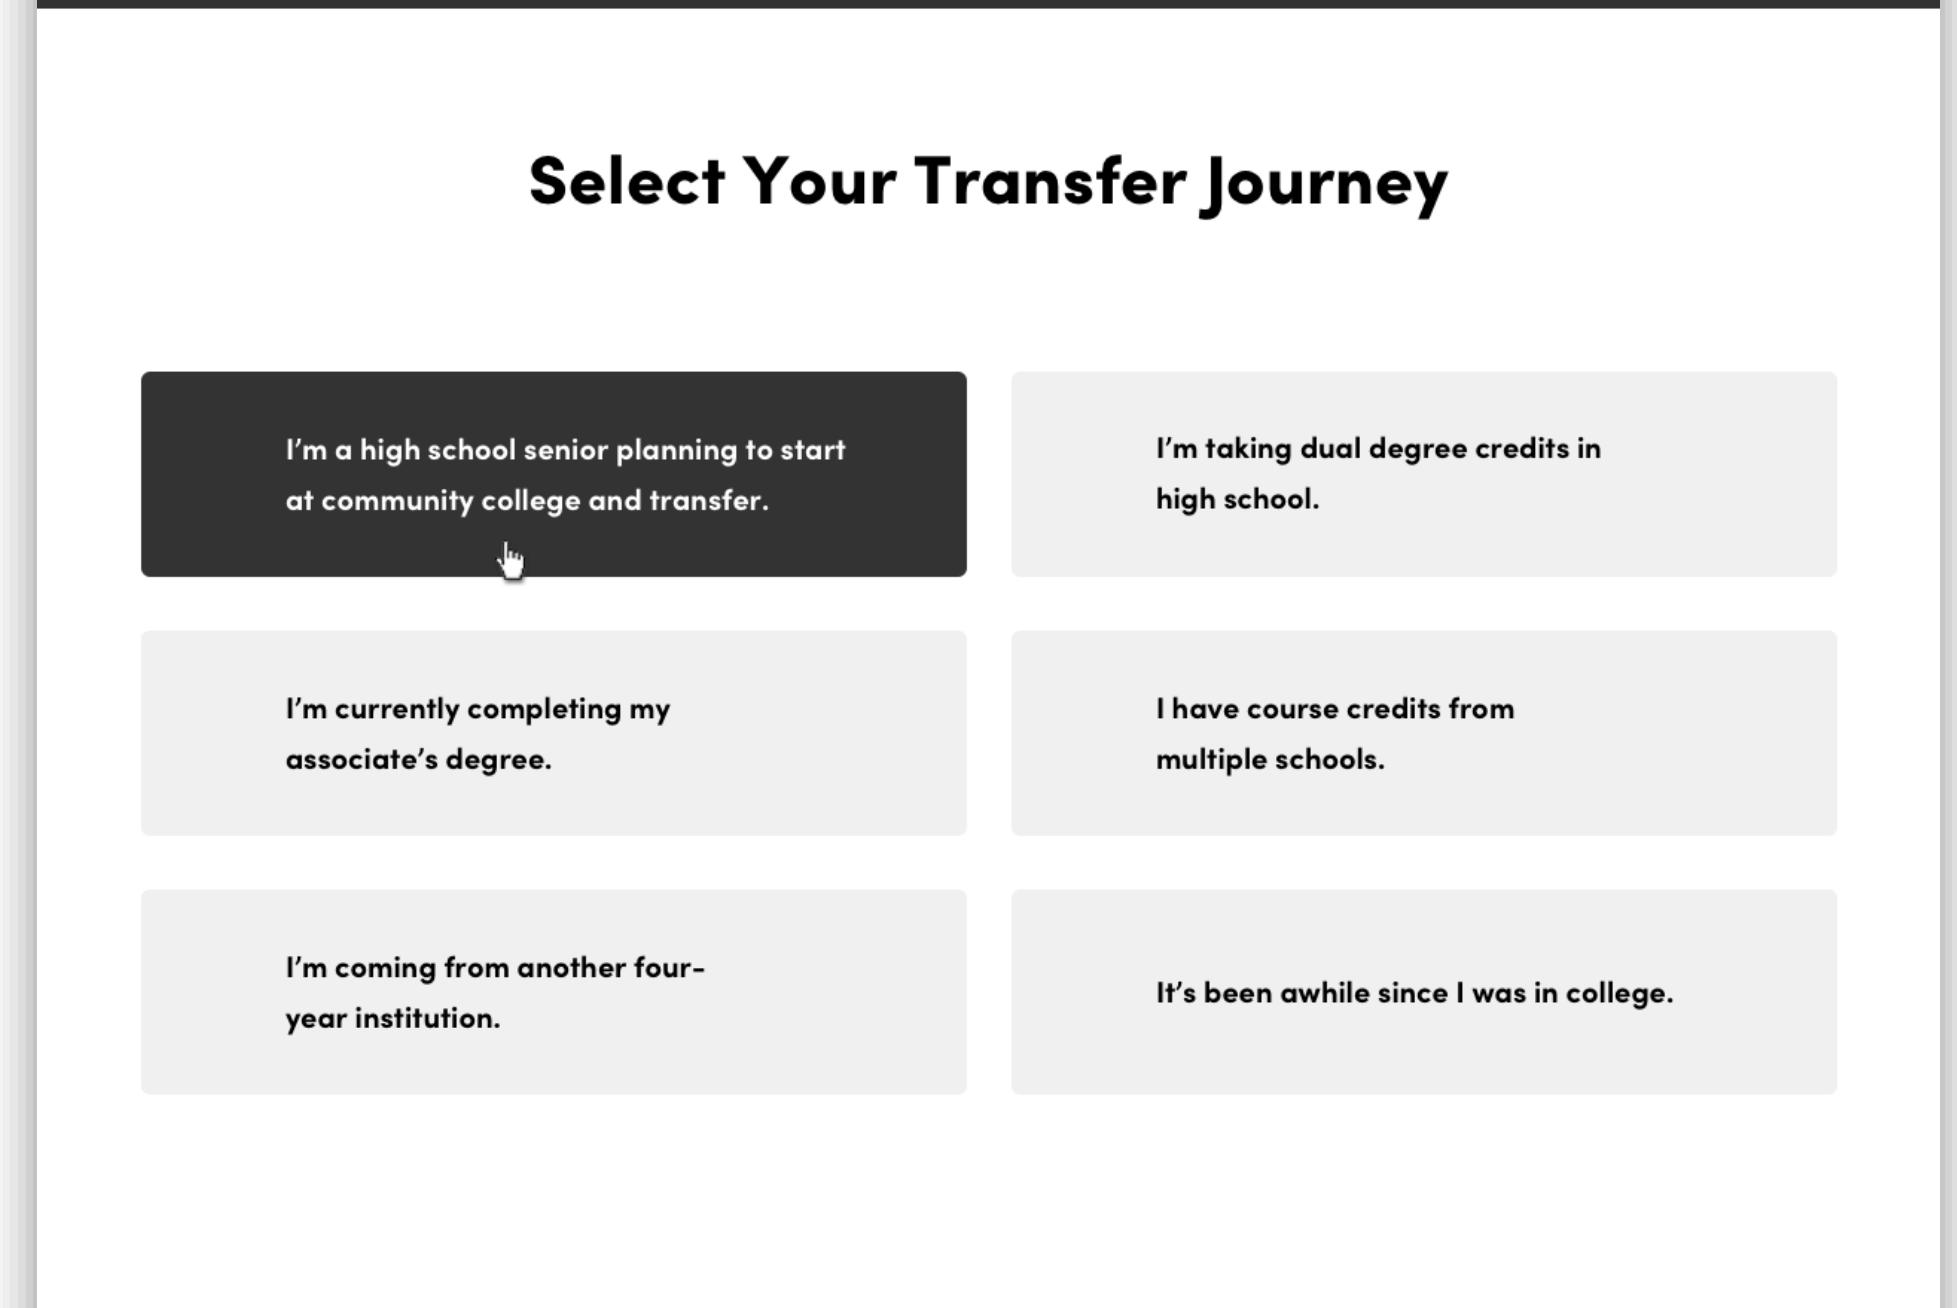 Select Your Transfer Journey
I’m a high school senior planning to start
at community college and transfer.
I’m taking dual degree credits in
high school.
I’m currently completing my
associate’s degree.
I have course credits from
multiple schools.
I’m coming from another four-
year institution.
It’s been awhile since I was in college.